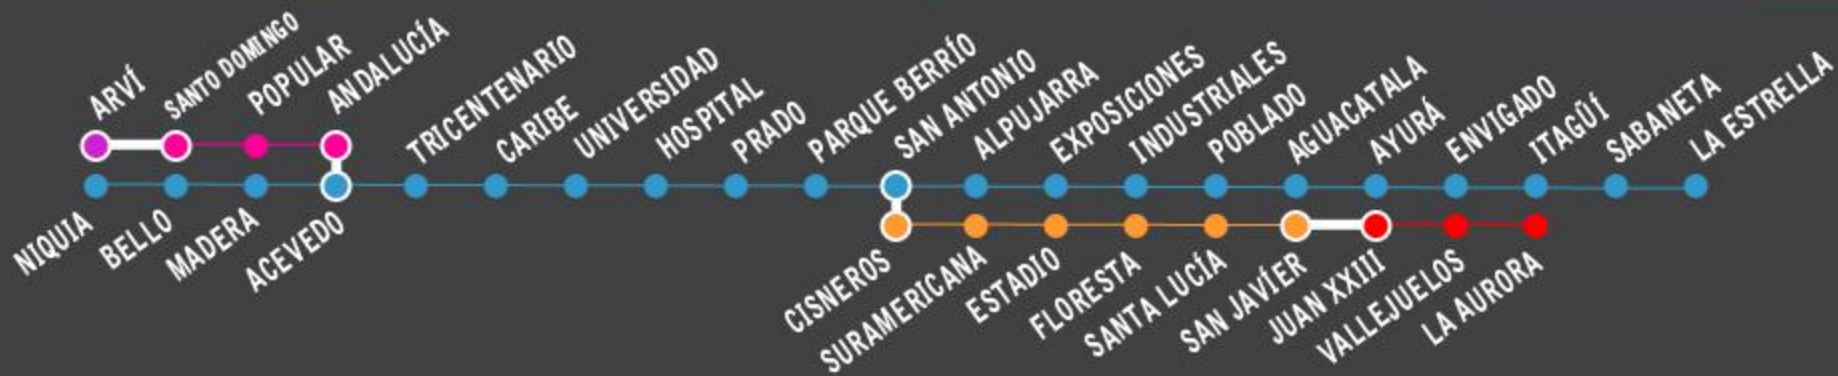 ARVÍ
SANTO DOMINGO
POPULAR
ANDALUCÍA
TRICENTENARIO
CARIBE
UNIVERSIDAD
HOSPITAL
PRADO
PARQUE BERRÍO
SAN ANTONIO
ALPUJARRA
EXPOSICIONES
INDUSTRIALES
POBLADO
AGUACATALA
AYURÁ
ENVIGADO
ITAGÜÍ
SABANETA
LA ESTRELLA
NIQUIA
BELLO
MADERA
ACEVEDO
CISNEROS
SURAMERICANA
ESTADIO
FLORESTA
SANTA LUCÍA
SAN JAVÍER
JUAN XXIII
VALLEJUELOS
LA AURORA